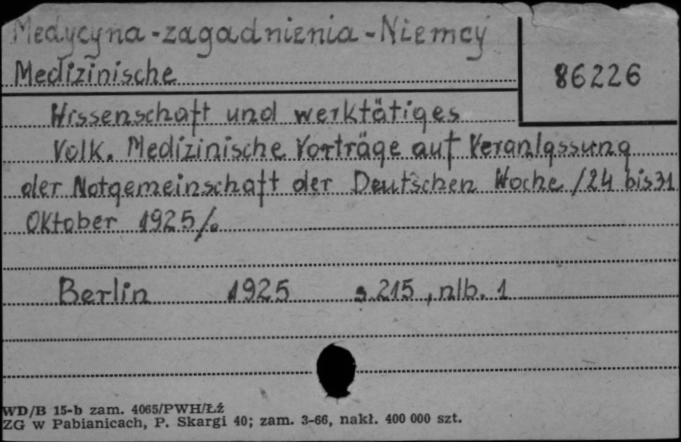 Medycyna-zagadnienia-Niemcy
Medizinische
86226
Wissenschaft und werktätiges
Volk. Medizinische Vorträge auf Veranlassung
der Notgemeinschaft der Deutschen Woche /24 bis 31
Oktober 1925/.
Berlin 1925 s. 215, nlb. 1
WD/B 15-b zam. 4065/PWH/Łź
ZG w Pabianicach, P. Skargi 40; zam. 3-66, nakł. 400 000 szt.